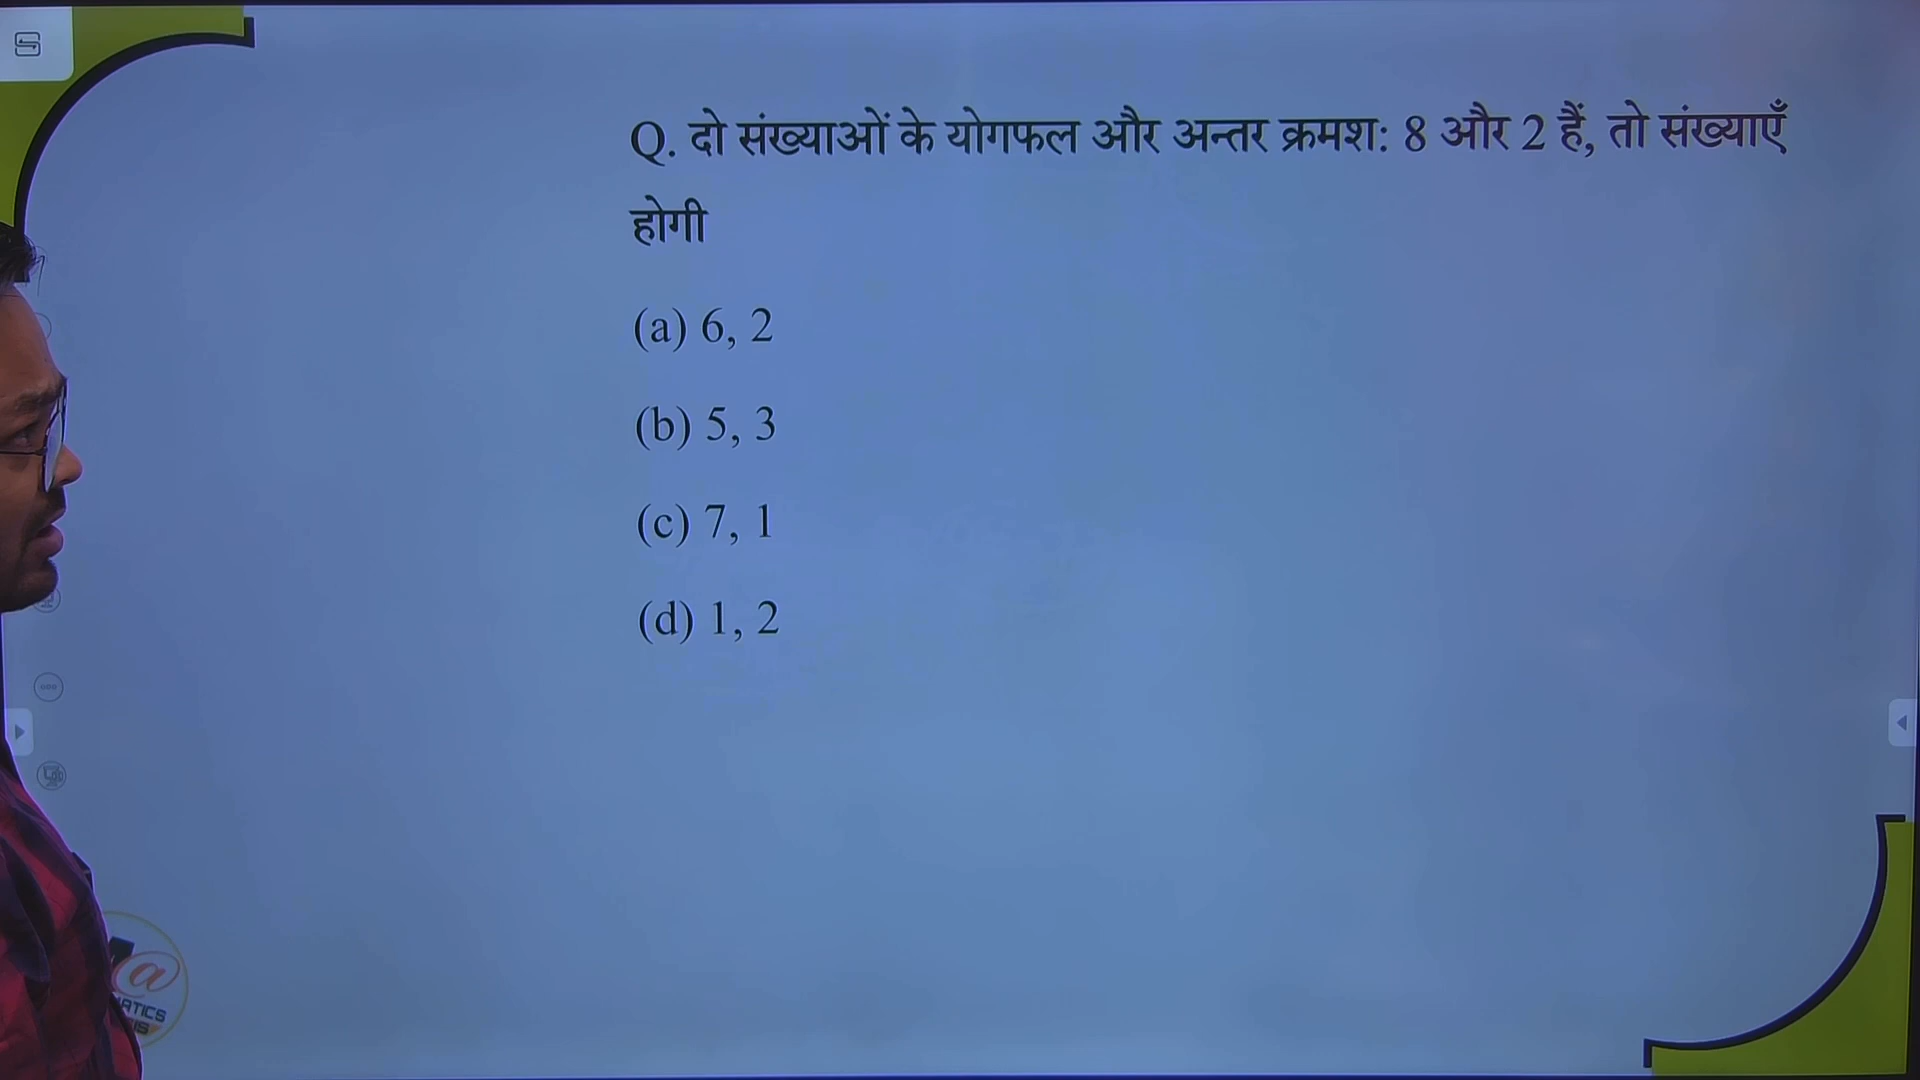 Q. दो संख्याओं के योगफल और अन्तर क्रमश: 8 और 2 हैं, तो संख्याएँ
होगी
(a) 6, 2
(b) 5, 3
(c) 7, 1
(d) 1, 2